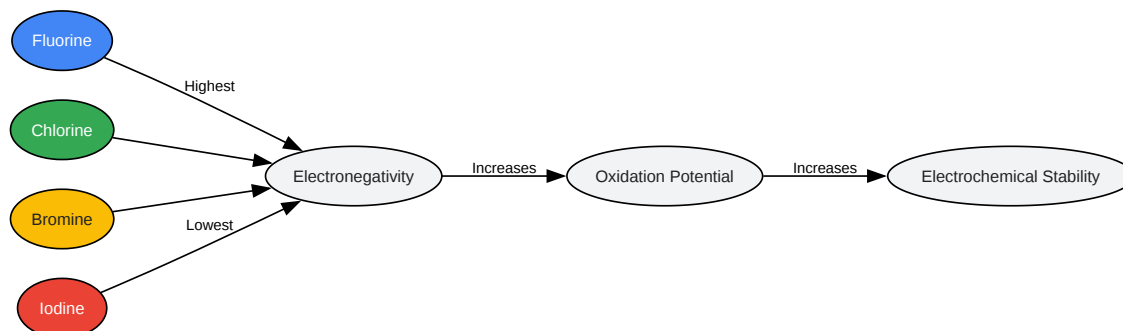 Fluorine
Highest
Chlorine
Electronegativity
Increases
Oxidation Potential
Increases
Electrochemical Stability
Bromine
Lowest
Iodine